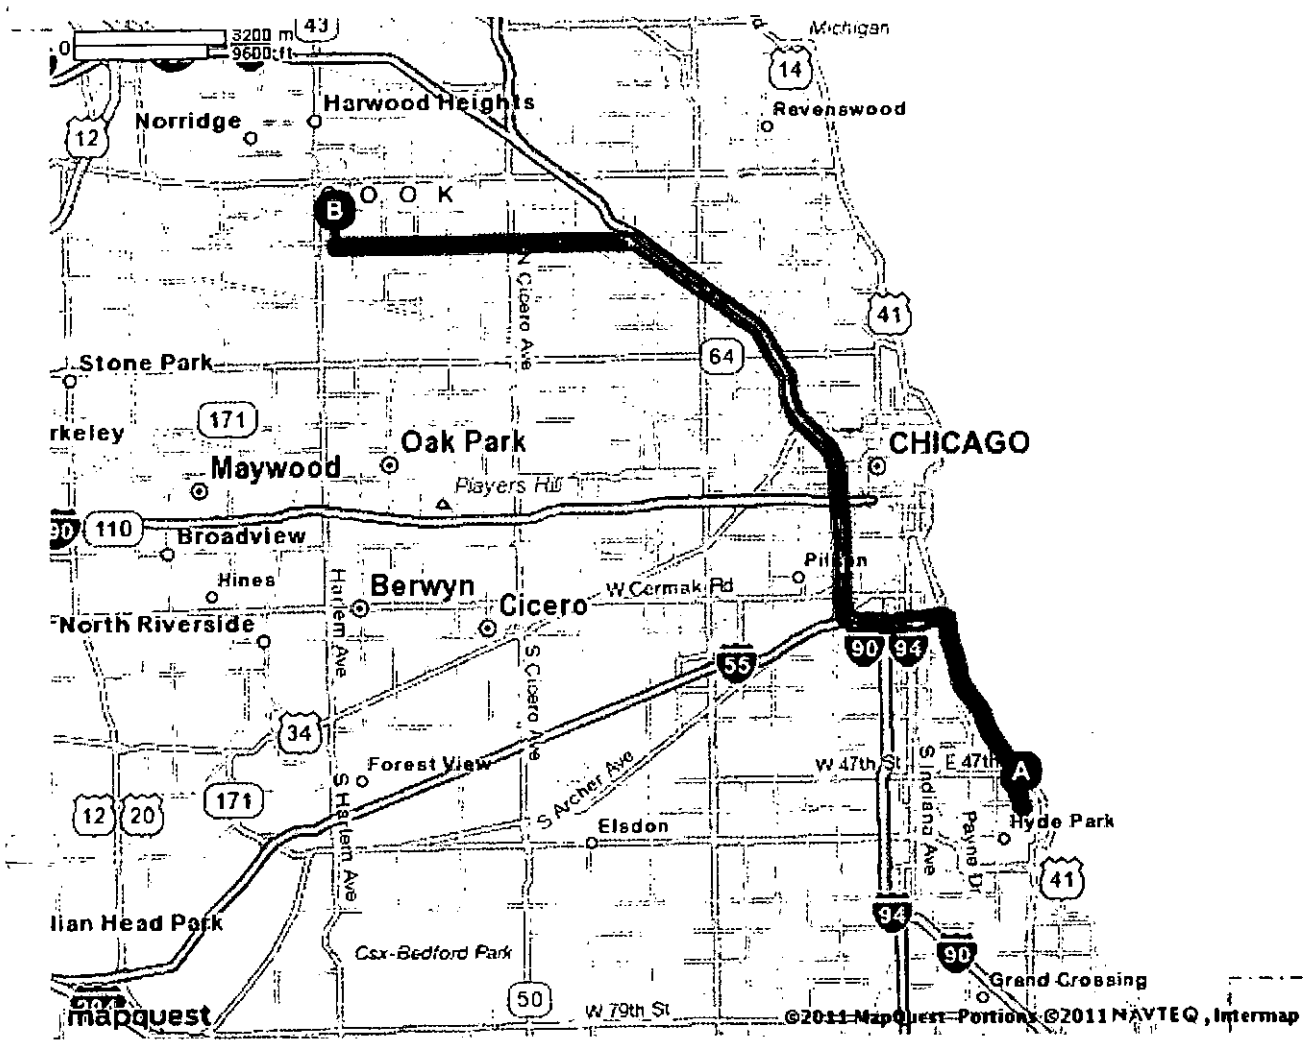 43
Michigan
0
3200 m
9600 ft
14
Harwood Heights
Ravenswood
Norridge
12
O O K
B
N Cicero Ave
41
Stone Park
64
171
rkeley
Oak Park
CHICAGO
Maywood
Players Hill
90
110
Broadview
Hines
Berwyn
W Cermak Rd
Cicero
North Riverside
Harlem Ave
S Cicero Ave
55
90
94
34
Forest View
W 47th St
E 47th
A
S Indiana Ave
12
20
171
S Harlem Ave
S Archer Ave
Elsdon
Hyde Park
Payne Dr
41
lian Head Park
94
Csx-Bedford Park
90
Grand Crossing
50
mapquest
W 79th St
©2011 MapQuest Portions ©2011 NAVTEQ, Intermap